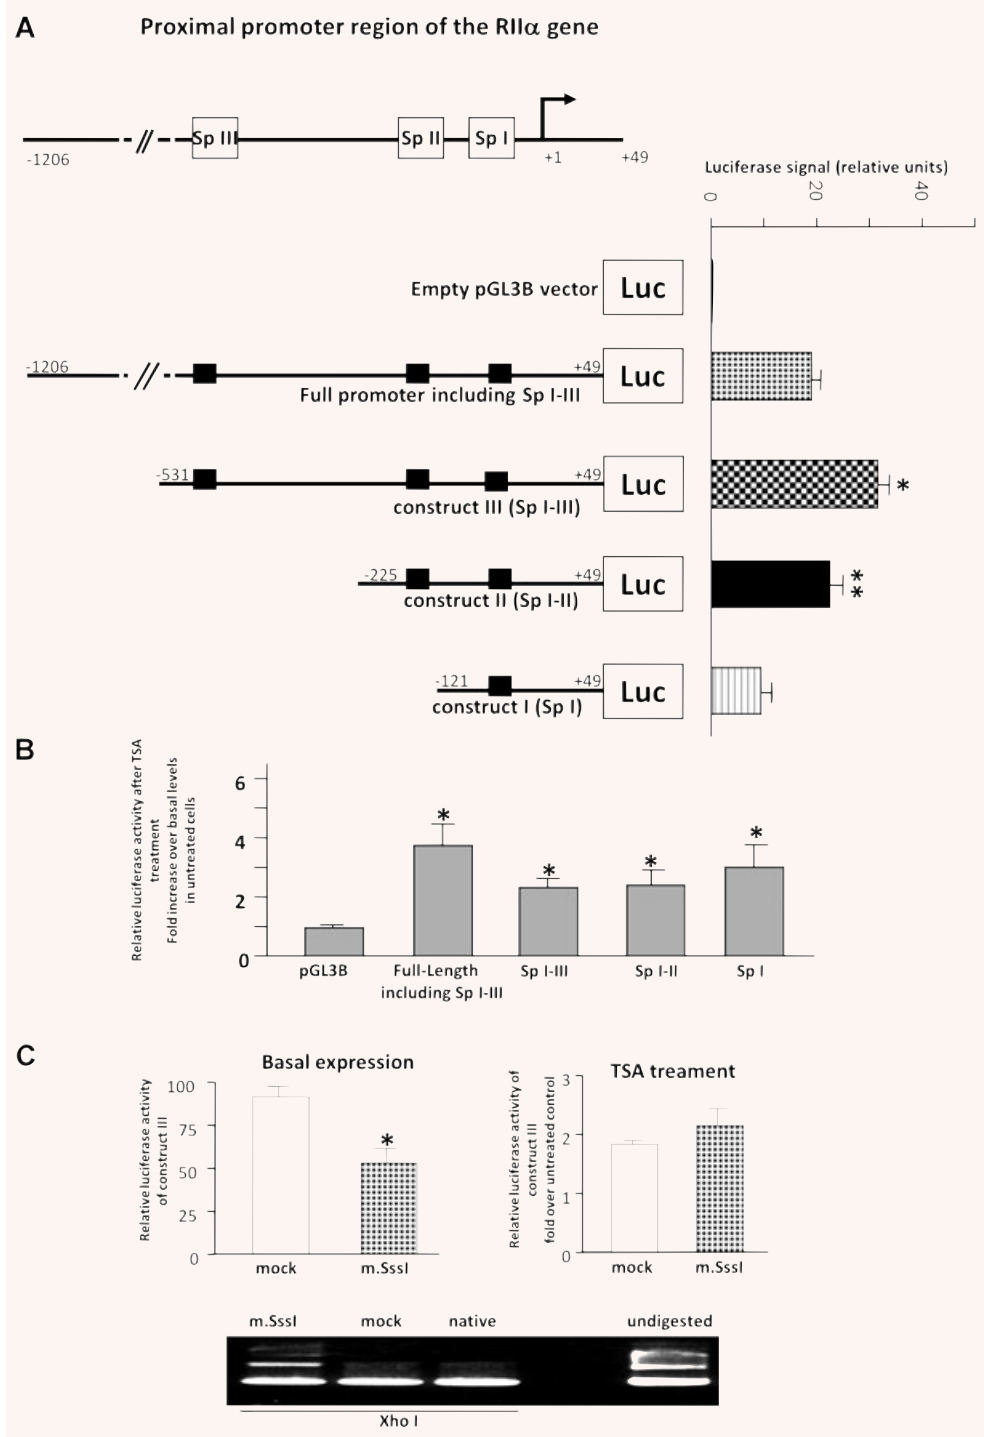 A
Proximal promoter region of the RIIα gene
Sp III
Sp II
Sp I
-1206
+1
+49
Luciferase signal (relative units)
0
20
40
Empy pGL3B vector
Luc
-1206
+49
Luc
Full promoter including Sp I-III
-531
+49
Luc
*
construct III (Sp I-III)
-225
+49
Luc
**
construct II (Sp I-II)
-121
+49
Luc
construct I (Sp I)
B
Relative luciferase activity after TSA
treatment
Fold increase over basal levels
in untreated cells
6
4
2
0
*
*
*
*
pGL3B
Full-Length
including Sp I-III
Sp I-III
Sp I-II
Sp I
C
Basal expression
Relative luciferase activity
of construct III
100
75
50
25
0
*
mock
m.SssI
TSA treament
Relative luciferase activity of
construct III
fold over untreated control
3
2
1
0
mock
m.SssI
m.SssI
mock
native
undigested
Xho I